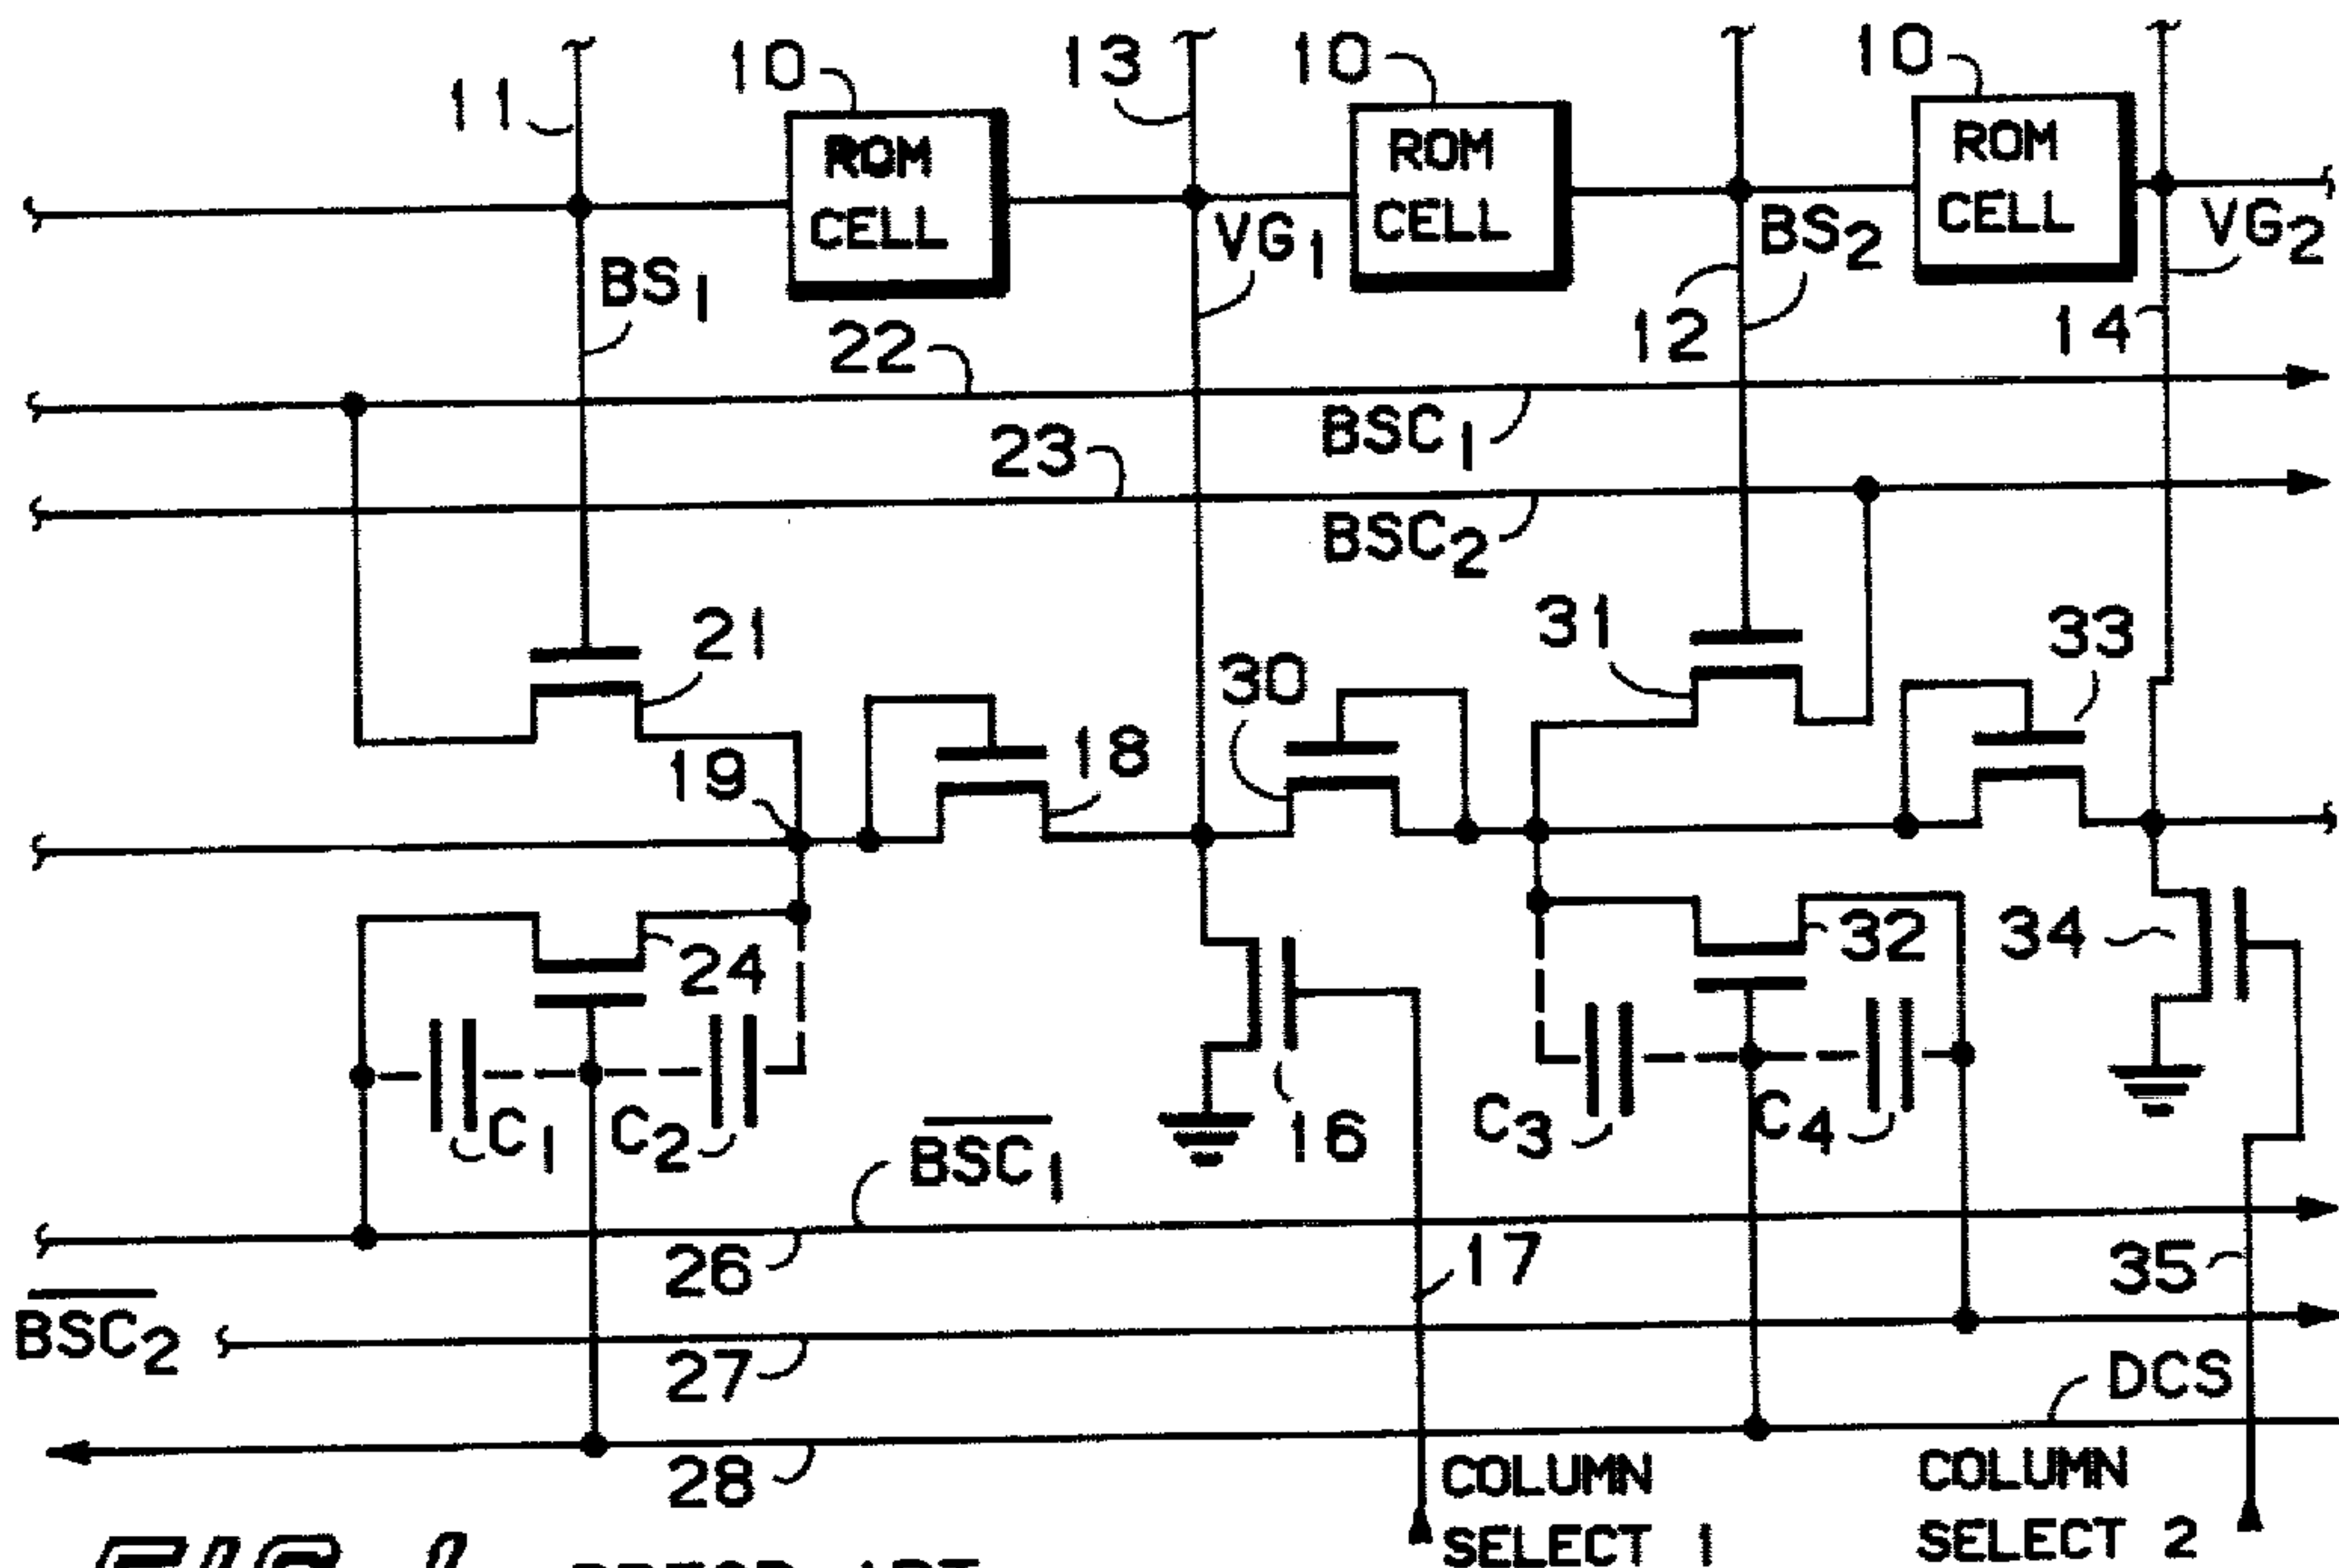 11
10
13
10
10
ROM
CELL
ROM
CELL
ROM
CELL
BS1
VG1
BS2
VG2
22
12
14
BSC1
23
BSC2
21
31
33
30
19
18
24
32
34
C1
C2
16
C3
C4
BSC1
26
17
35
BSC2
27
DCS
28
COLUMN
SELECT 1
COLUMN
SELECT 2
FIG. 1